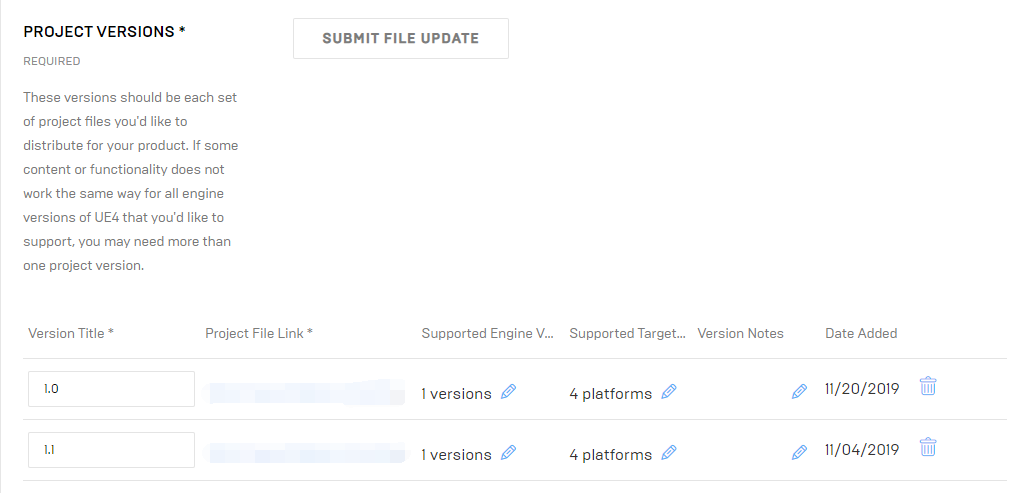 PROJECT VERSIONS *
SUBMIT FILE UPDATE
REQUIRED
These versions should be each set
of project files you'd like to
distribute for your product. If some
content or functionality does not
work the same way for all engine
versions of UE4 that you'd like to
support, you may need more than
one project version.
Version Title * Project File Link * Supported Engine V... Supported Target... Version Notes Date Added
1.0 1 versions 4 platforms 11/20/2019
1.1 1 versions 4 platforms 11/04/2019